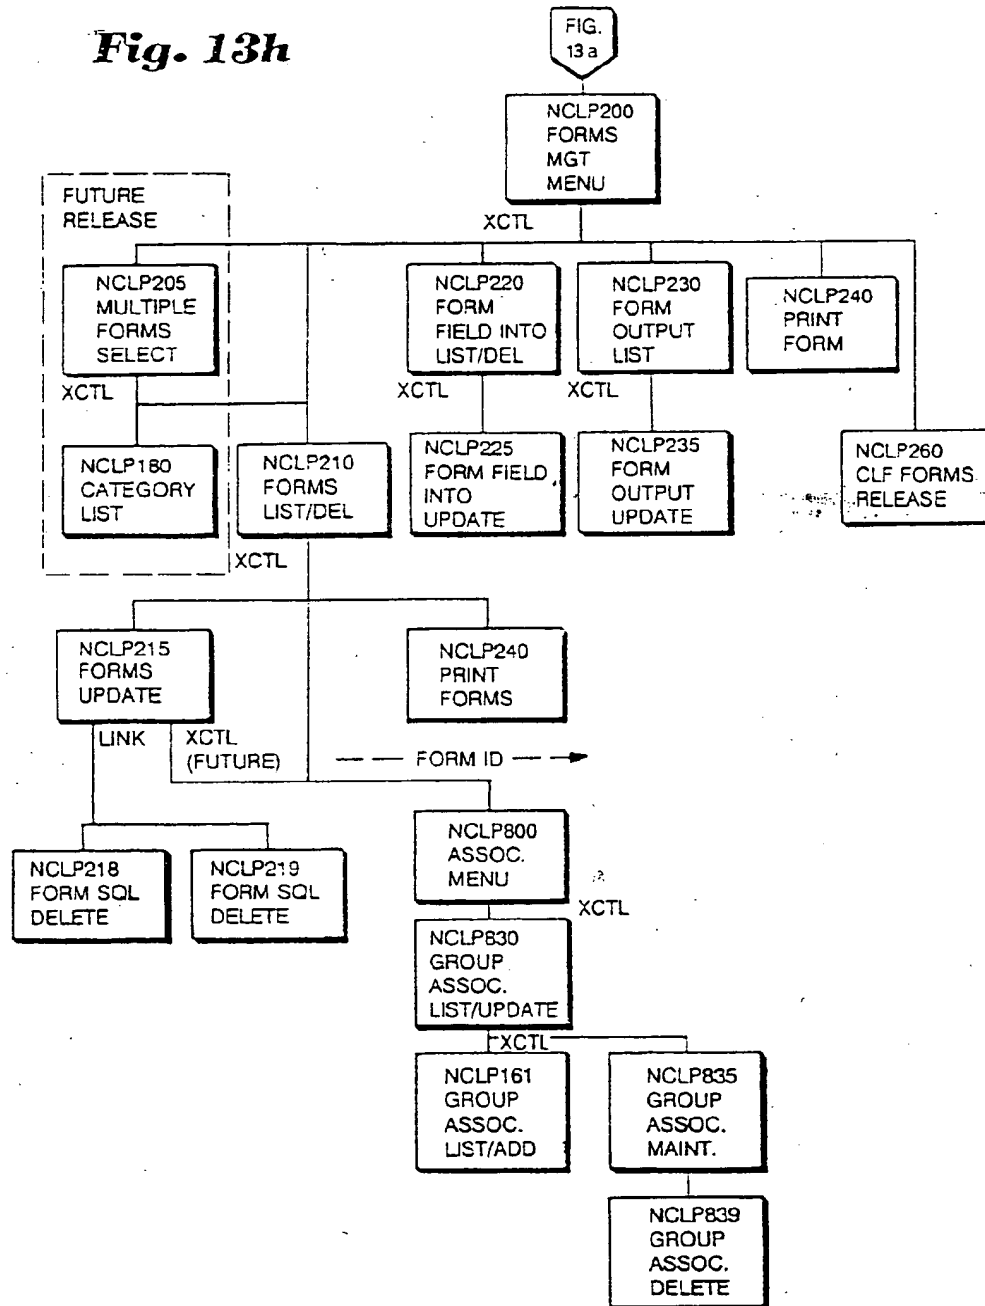 Fig. 13h
FIG.
13a
NCLP200
FORMS
MGT
MENU
XCTL
FUTURE
RELEASE
NCLP205
MULTIPLE
FORMS
SELECT
NCLP220
FORM
FIELD INTO
LIST/DEL
NCLP230
FORM
OUTPUT
LIST
NCLP240
PRINT
FORM
XCTL
XCTL
XCTL
NCLP180
CATEGORY
LIST
NCLP210
FORMS
LIST/DEL
NCLP225
FORM FIELD
INTO
UPDATE
NCLP235
FORM
OUTPUT
UPDATE
NCLP260
CLF FORMS
RELEASE
XCTL
NCLP215
FORMS
UPDATE
NCLP240
PRINT
FORMS
LINK
XCTL
(FUTURE)
FORM ID
NCLP800
ASSOC.
MENU
NCLP218
FORM SQL
DELETE
NCLP219
FORM SQL
DELETE
XCTL
NCLP830
GROUP
ASSOC.
LIST/UPDATE
XCTL
NCLP161
GROUP
ASSOC.
LIST/ADD
NCLP835
GROUP
ASSOC.
MAINT.
NCLP839
GROUP
ASSOC.
DELETE